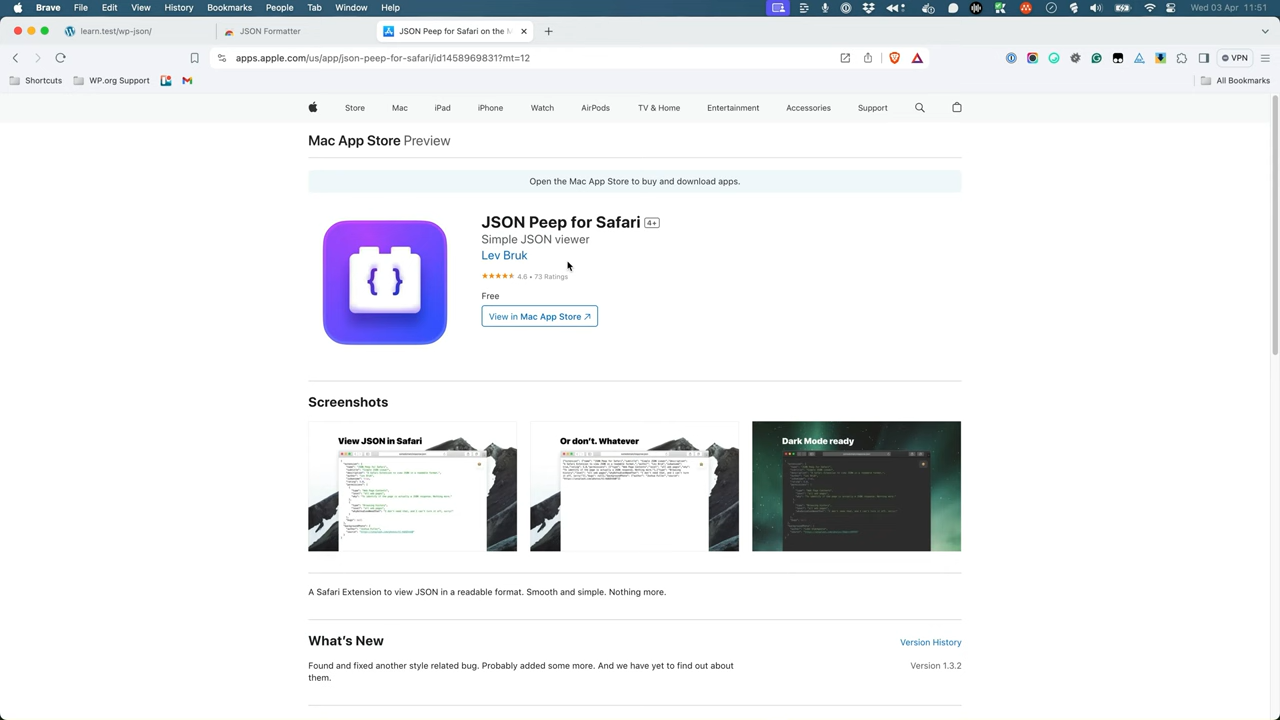 Brave File Edit View History Bookmarks People Tab Window Help Wed 03 Apr 11:51
learn.test/wp-json/ JSON Formatter JSON Peep for Safari on the M
apps.apple.com/us/app/json-peep-for-safari/id1458969831?mt=12 VPN
Shortcuts WP.org Support All Bookmarks
Store Mac iPad iPhone Watch AirPods TV & Home Entertainment Accessories Support
Mac App Store Preview
Open the Mac App Store to buy and download apps.
JSON Peep for Safari 4+
Simple JSON viewer
Lev Bruk
4.6 • 73 Ratings
Free
View in Mac App Store ↗
Screenshots
View JSON in Safari Or don't. Whatever Dark Mode ready
A Safari Extension to view JSON in a readable format. Smooth and simple. Nothing more.
What's New Version History
Found and fixed another style related bug. Probably added some more. And we have yet to find out about Version 1.3.2
them.